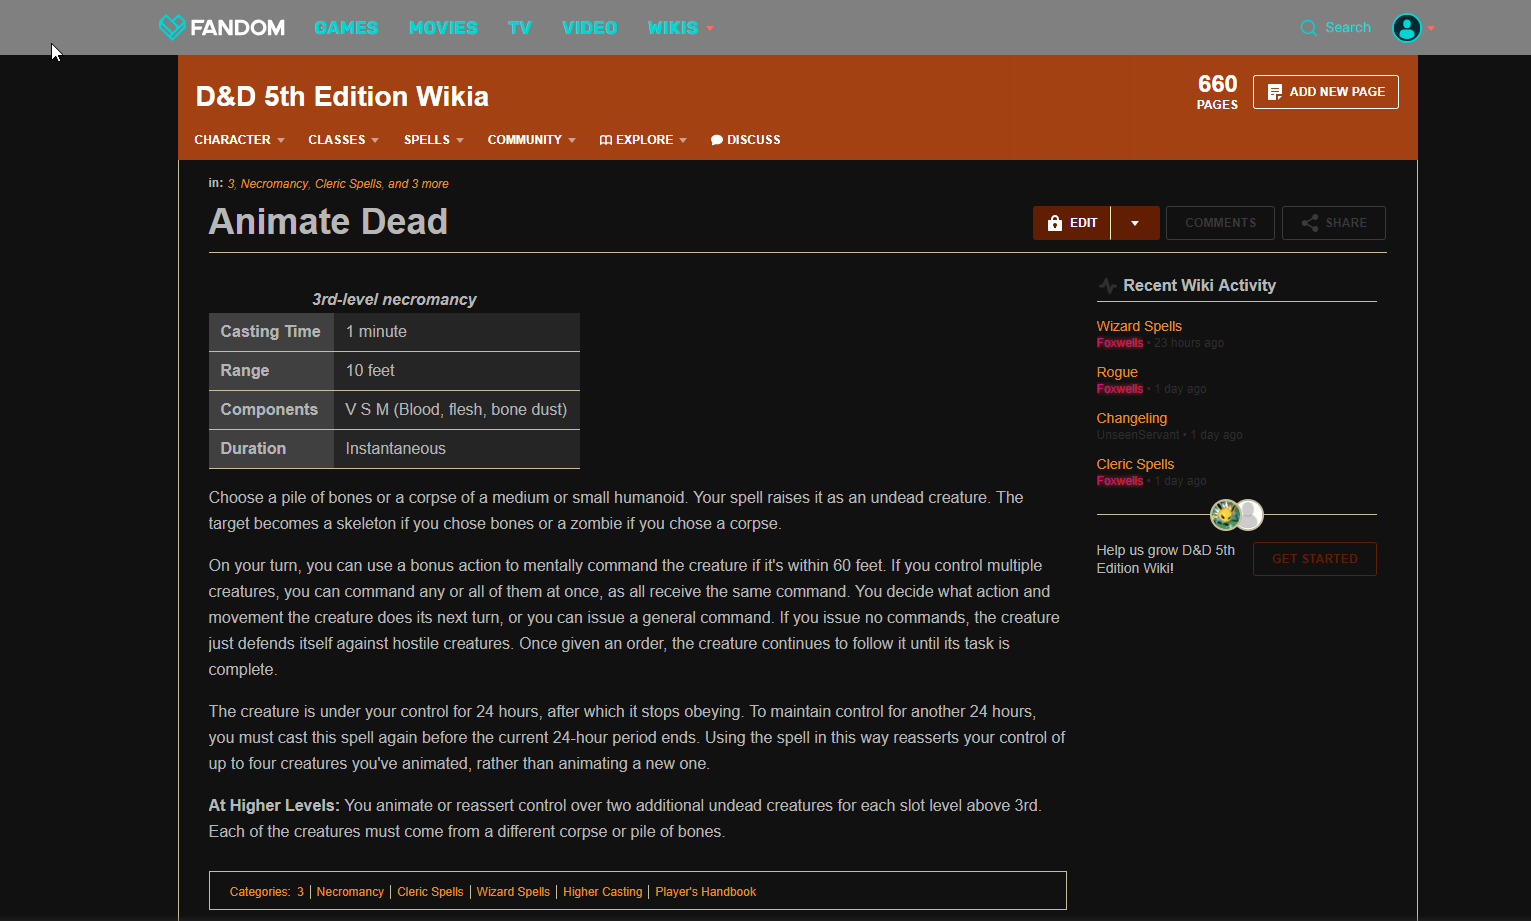 FANDOM GAMES MOVIES TV VIDEO WIKIS Search
D&D 5th Edition Wikia
660
PAGES
ADD NEW PAGE
CHARACTER CLASSES SPELLS COMMUNITY EXPLORE DISCUSS
in: 3, Necromancy, Cleric Spells, and 3 more
Animate Dead
EDIT COMMENTS SHARE
3rd-level necromancy
Casting Time 1 minute
Range 10 feet
Components V S M (Blood, flesh, bone dust)
Duration Instantaneous
Choose a pile of bones or a corpse of a medium or small humanoid. Your spell raises it as an undead creature. The
target becomes a skeleton if you chose bones or a zombie if you chose a corpse.
On your turn, you can use a bonus action to mentally command the creature if it's within 60 feet. If you control multiple
creatures, you can command any or all of them at once, as all receive the same command. You decide what action and
movement the creature does its next turn, or you can issue a general command. If you issue no commands, the creature
just defends itself against hostile creatures. Once given an order, the creature continues to follow it until its task is
complete.
The creature is under your control for 24 hours, after which it stops obeying. To maintain control for another 24 hours,
you must cast this spell again before the current 24-hour period ends. Using the spell in this way reasserts your control of
up to four creatures you've animated, rather than animating a new one.
At Higher Levels: You animate or reassert control over two additional undead creatures for each slot level above 3rd.
Each of the creatures must come from a different corpse or pile of bones.
Categories: 3 | Necromancy | Cleric Spells | Wizard Spells | Higher Casting | Player's Handbook
Recent Wiki Activity
Wizard Spells
Foxwells • 23 hours ago
Rogue
Foxwells • 1 day ago
Changeling
UnseenServant • 1 day ago
Cleric Spells
Foxwells • 1 day ago
Help us grow D&D 5th
Edition Wiki!
GET STARTED